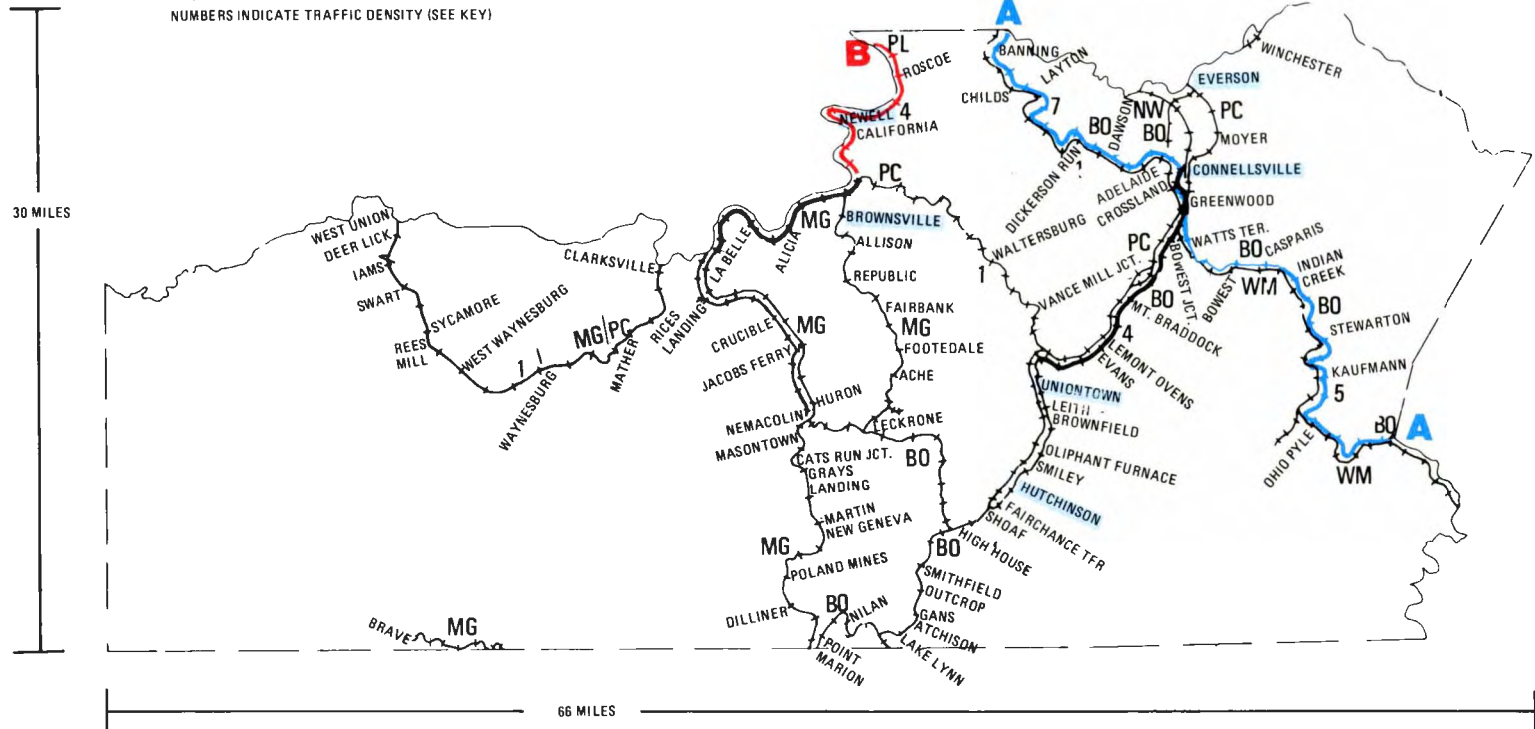 NUMBERS INDICATE TRAFFIC DENSITY (SEE KEY)
30 MILES
66 MILES
A
B
PL
ROSCOE
NEWELL
4
CALIFORNIA
BANNING
LAYTON
CHILDS
7
BO
DAWSON
NW
BO
PC
WINCHESTER
EVERSON
MOYER
DICKERSON RUN
ADELAIDE
CROSSLAND
CONNELLSVILLE
GREENWOOD
WATTS TER.
BO
CASPARIS
INDIAN
CREEK
WM
BOWEST
BOWEST JCT
BO
STEWARTON
KAUFMANN
5
OHIO PYLE
WM
BO
A
PC
BROWNSVILLE
WALTERSBURG
1
PC
VANCE MILL JCT.
BO
MT. BRADDOCK
4
LEMONT OVENS
EVANS
UNIONTOWN
LEITH
BROWNFIELD
OLIPHANT FURNACE
SMILEY
HUTCHINSON
FAIRCHANCE TFR
SHOAF
HIGH HOUSE
BO
SMITHFIELD
OUTCROP
GANS
ATCHISON
LAKE LYNN
NILAN
BO
POINT
MARION
DILLINER
POLAND MINES
MG
NEW GENEVA
MARTIN
GRAYS
LANDING
CATS RUN JCT.
MASONTOWN
NEMACOLIN
HURON
LECKRONE
BO
ACHE
FOOTEDALE
MG
FAIRBANK
REPUBLIC
ALLISON
MG
ALICIA
LA BELLE
RICES
LANDING
CRUCIBLE
MG
JACOBS FERRY
CLARKSVILLE
MATHER
MG/PC
WAYNESBURG
1
WEST WAYNESBURG
SYCAMORE
REES
MILL
SWART
IAMS
DEER LICK
WEST UNION
BRAVE
MG